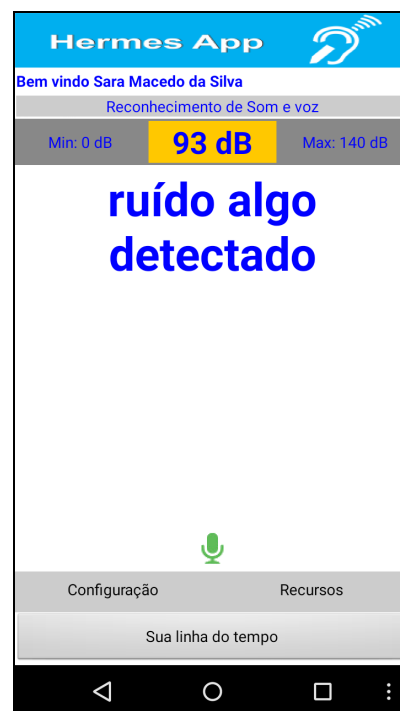 Hermes App
Bem vindo Sara Macedo da Silva
Reconhecimento de Som e voz
Min: 0 dB 93 dB Max: 140 dB
ruído algo
detectado
Configuração Recursos
Sua linha do tempo